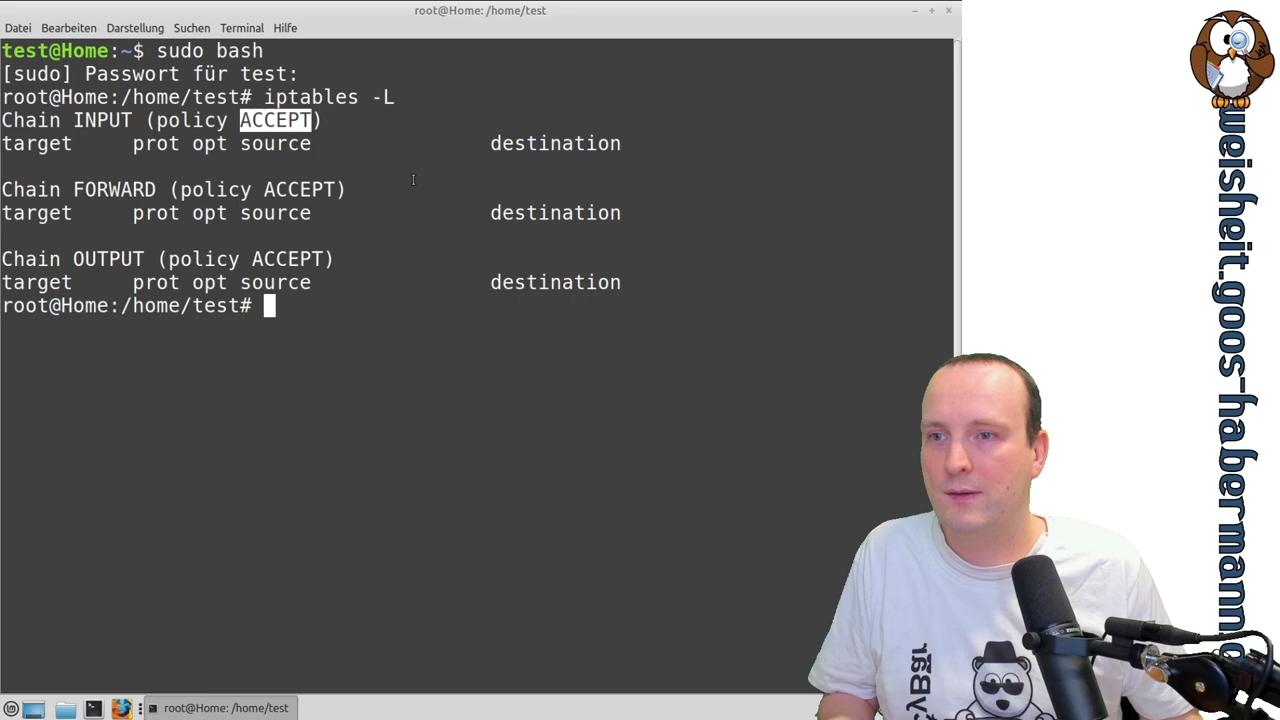 root@Home: /home/test
Datei Bearbeiten Darstellung Suchen Terminal Hilfe
test@Home:~$ sudo bash
[sudo] Passwort für test:
root@Home:/home/test# iptables -L
Chain INPUT (policy ACCEPT)
target prot opt source destination
Chain FORWARD (policy ACCEPT)
target prot opt source destination
Chain OUTPUT (policy ACCEPT)
target prot opt source destination
root@Home:/home/test#
root@Home: /home/test
weisheit.goos-habermann.